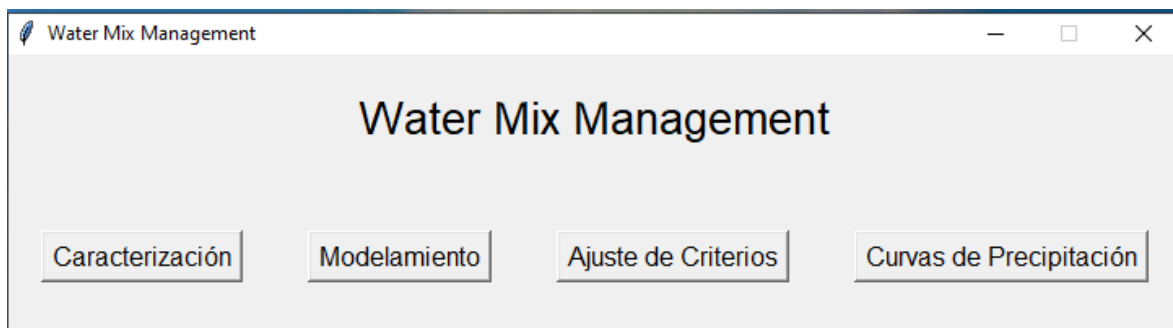 Water Mix Management
Water Mix Management
Caracterización Modelamiento Ajuste de Criterios Curvas de Precipitación